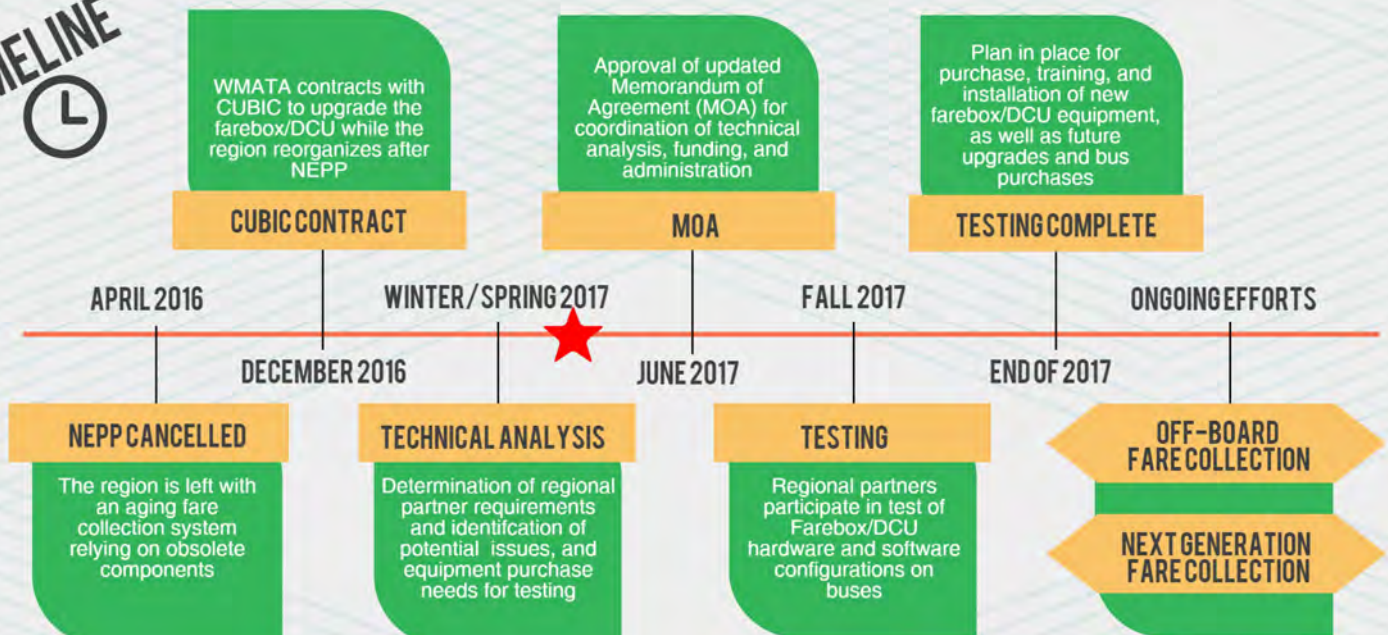 WMATA contracts with
CUBIC to upgrade the
farebox/DCU while the
region reorganizes after
NEPP
CUBIC CONTRACT
Approval of updated
Memorandum of
Agreement (MOA) for
coordination of technical
analysis, funding, and
administration
MOA
Plan in place for
purchase, training, and
installation of new
farebox/DCU equipment,
as well as future
upgrades and bus
purchases
TESTING COMPLETE
APRIL 2016
WINTER / SPRING 2017
FALL 2017
ONGOING EFFORTS
DECEMBER 2016
JUNE 2017
END OF 2017
NEPP CANCELLED
The region is left with
an aging fare
collection system
relying on obsolete
components
TECHNICAL ANALYSIS
Determination of regional
partner requirements
and identifcation of
potential issues, and
equipment purchase
needs for testing
TESTING
Regional partners
participate in test of
Farebox/DCU
hardware and software
configurations on
buses
OFF-BOARD
FARE COLLECTION
NEXT GENERATION
FARE COLLECTION